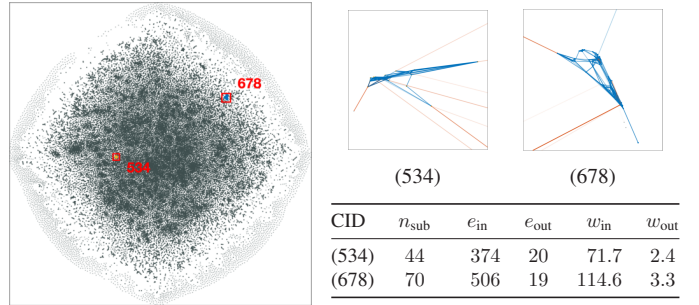 678
534
(534) (678)
CID n_sub e_in e_out w_in w_out
(534) 44 374 20 71.7 2.4
(678) 70 506 19 114.6 3.3